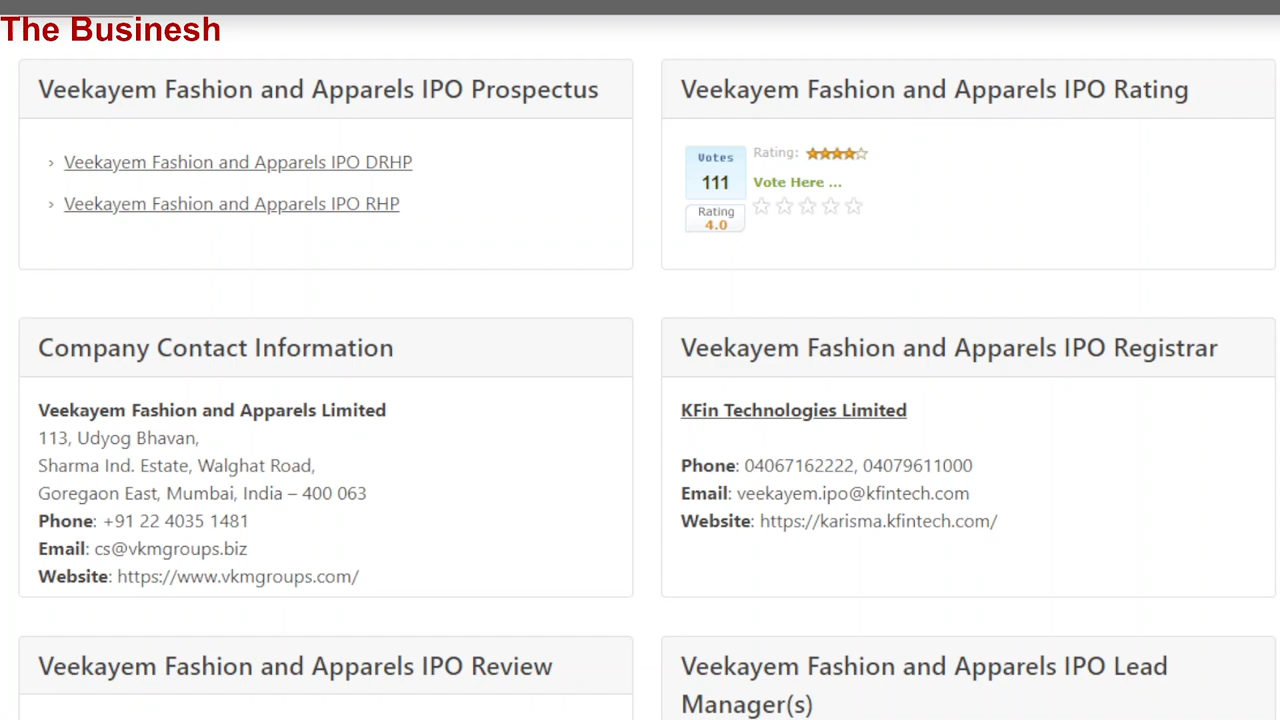 The Businesh
Veekayem Fashion and Apparels IPO Prospectus
› Veekayem Fashion and Apparels IPO DRHP
› Veekayem Fashion and Apparels IPO RHP
Veekayem Fashion and Apparels IPO Rating
Votes
111
Rating
4.0
Rating:
Vote Here ...
Company Contact Information
Veekayem Fashion and Apparels Limited
113, Udyog Bhavan,
Sharma Ind. Estate, Walghat Road,
Goregaon East, Mumbai, India – 400 063
Phone: +91 22 4035 1481
Email: cs@vkmgroups.biz
Website: https://www.vkmgroups.com/
Veekayem Fashion and Apparels IPO Registrar
KFin Technologies Limited
Phone: 04067162222, 04079611000
Email: veekayem.ipo@kfintech.com
Website: https://karisma.kfintech.com/
Veekayem Fashion and Apparels IPO Review
Veekayem Fashion and Apparels IPO Lead
Manager(s)